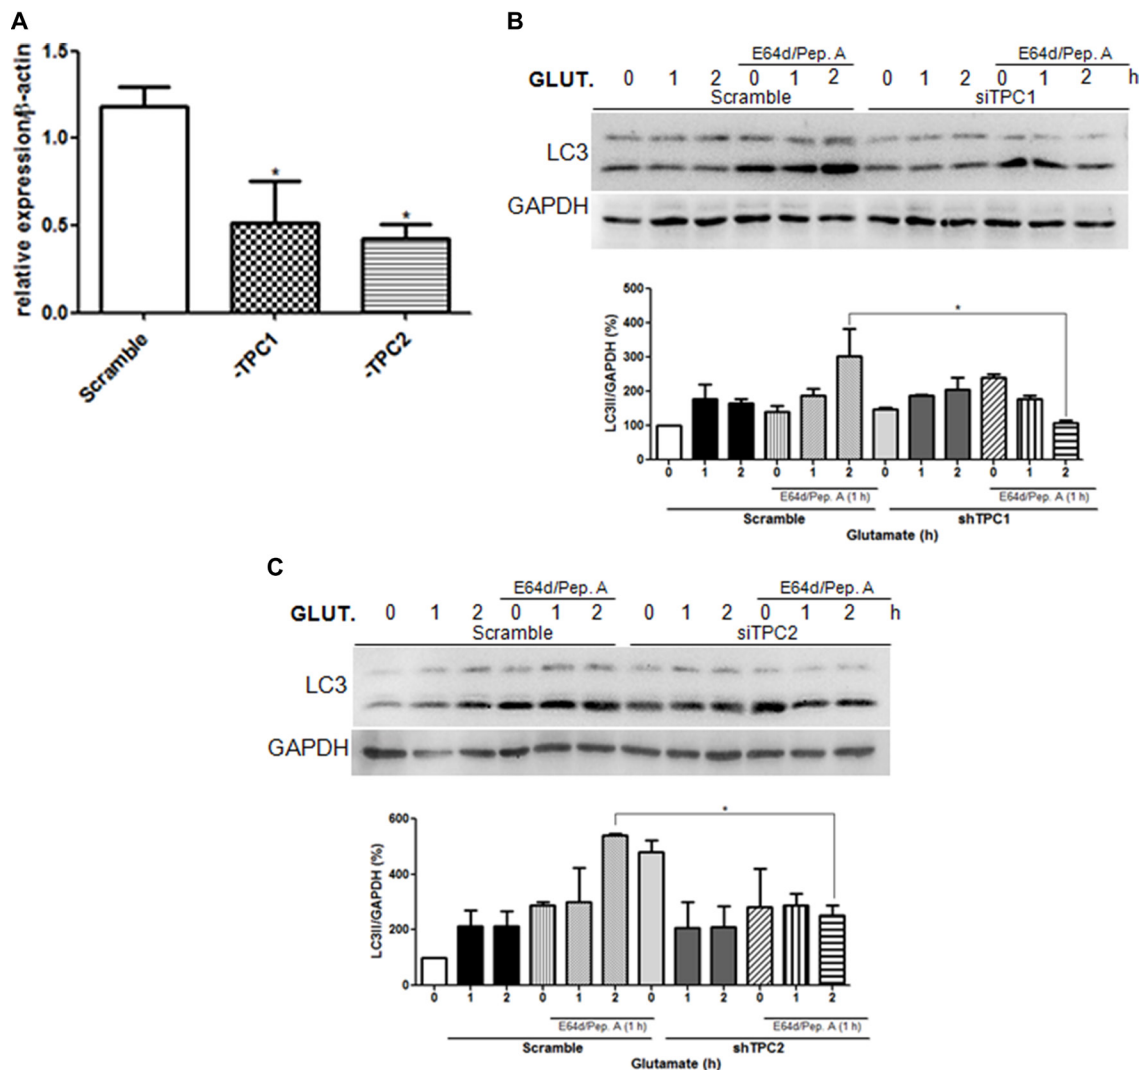 A
relative expression/β-actin
1.5
1.0
0.5
0.0
*
*
Scramble
-TPC1
-TPC2
B
E64d/Pep. A
E64d/Pep. A
GLUT. 0 1 2 0 1 2 0 1 2 0 1 2 h
Scramble
siTPC1
LC3
GAPDH
LC3II/GAPDH (%)
500
400
300
200
100
0
*
0 1 2 0 1 2 0 1 2 0 1 2
E64d/Pep. A (1 h)
E64d/Pep. A (1 h)
Scramble
shTPC1
Glutamate (h)
C
E64d/Pep. A
E64d/Pep. A
GLUT. 0 1 2 0 1 2 0 1 2 0 1 2 h
Scramble
siTPC2
LC3
GAPDH
LC3II/GAPDH (%)
600
400
200
0
*
0 1 2 0 1 2 0 1 2 0 1 2
E64d/Pep. A (1 h)
E64d/Pep. A (1 h)
Scramble
shTPC2
Glutamate (h)